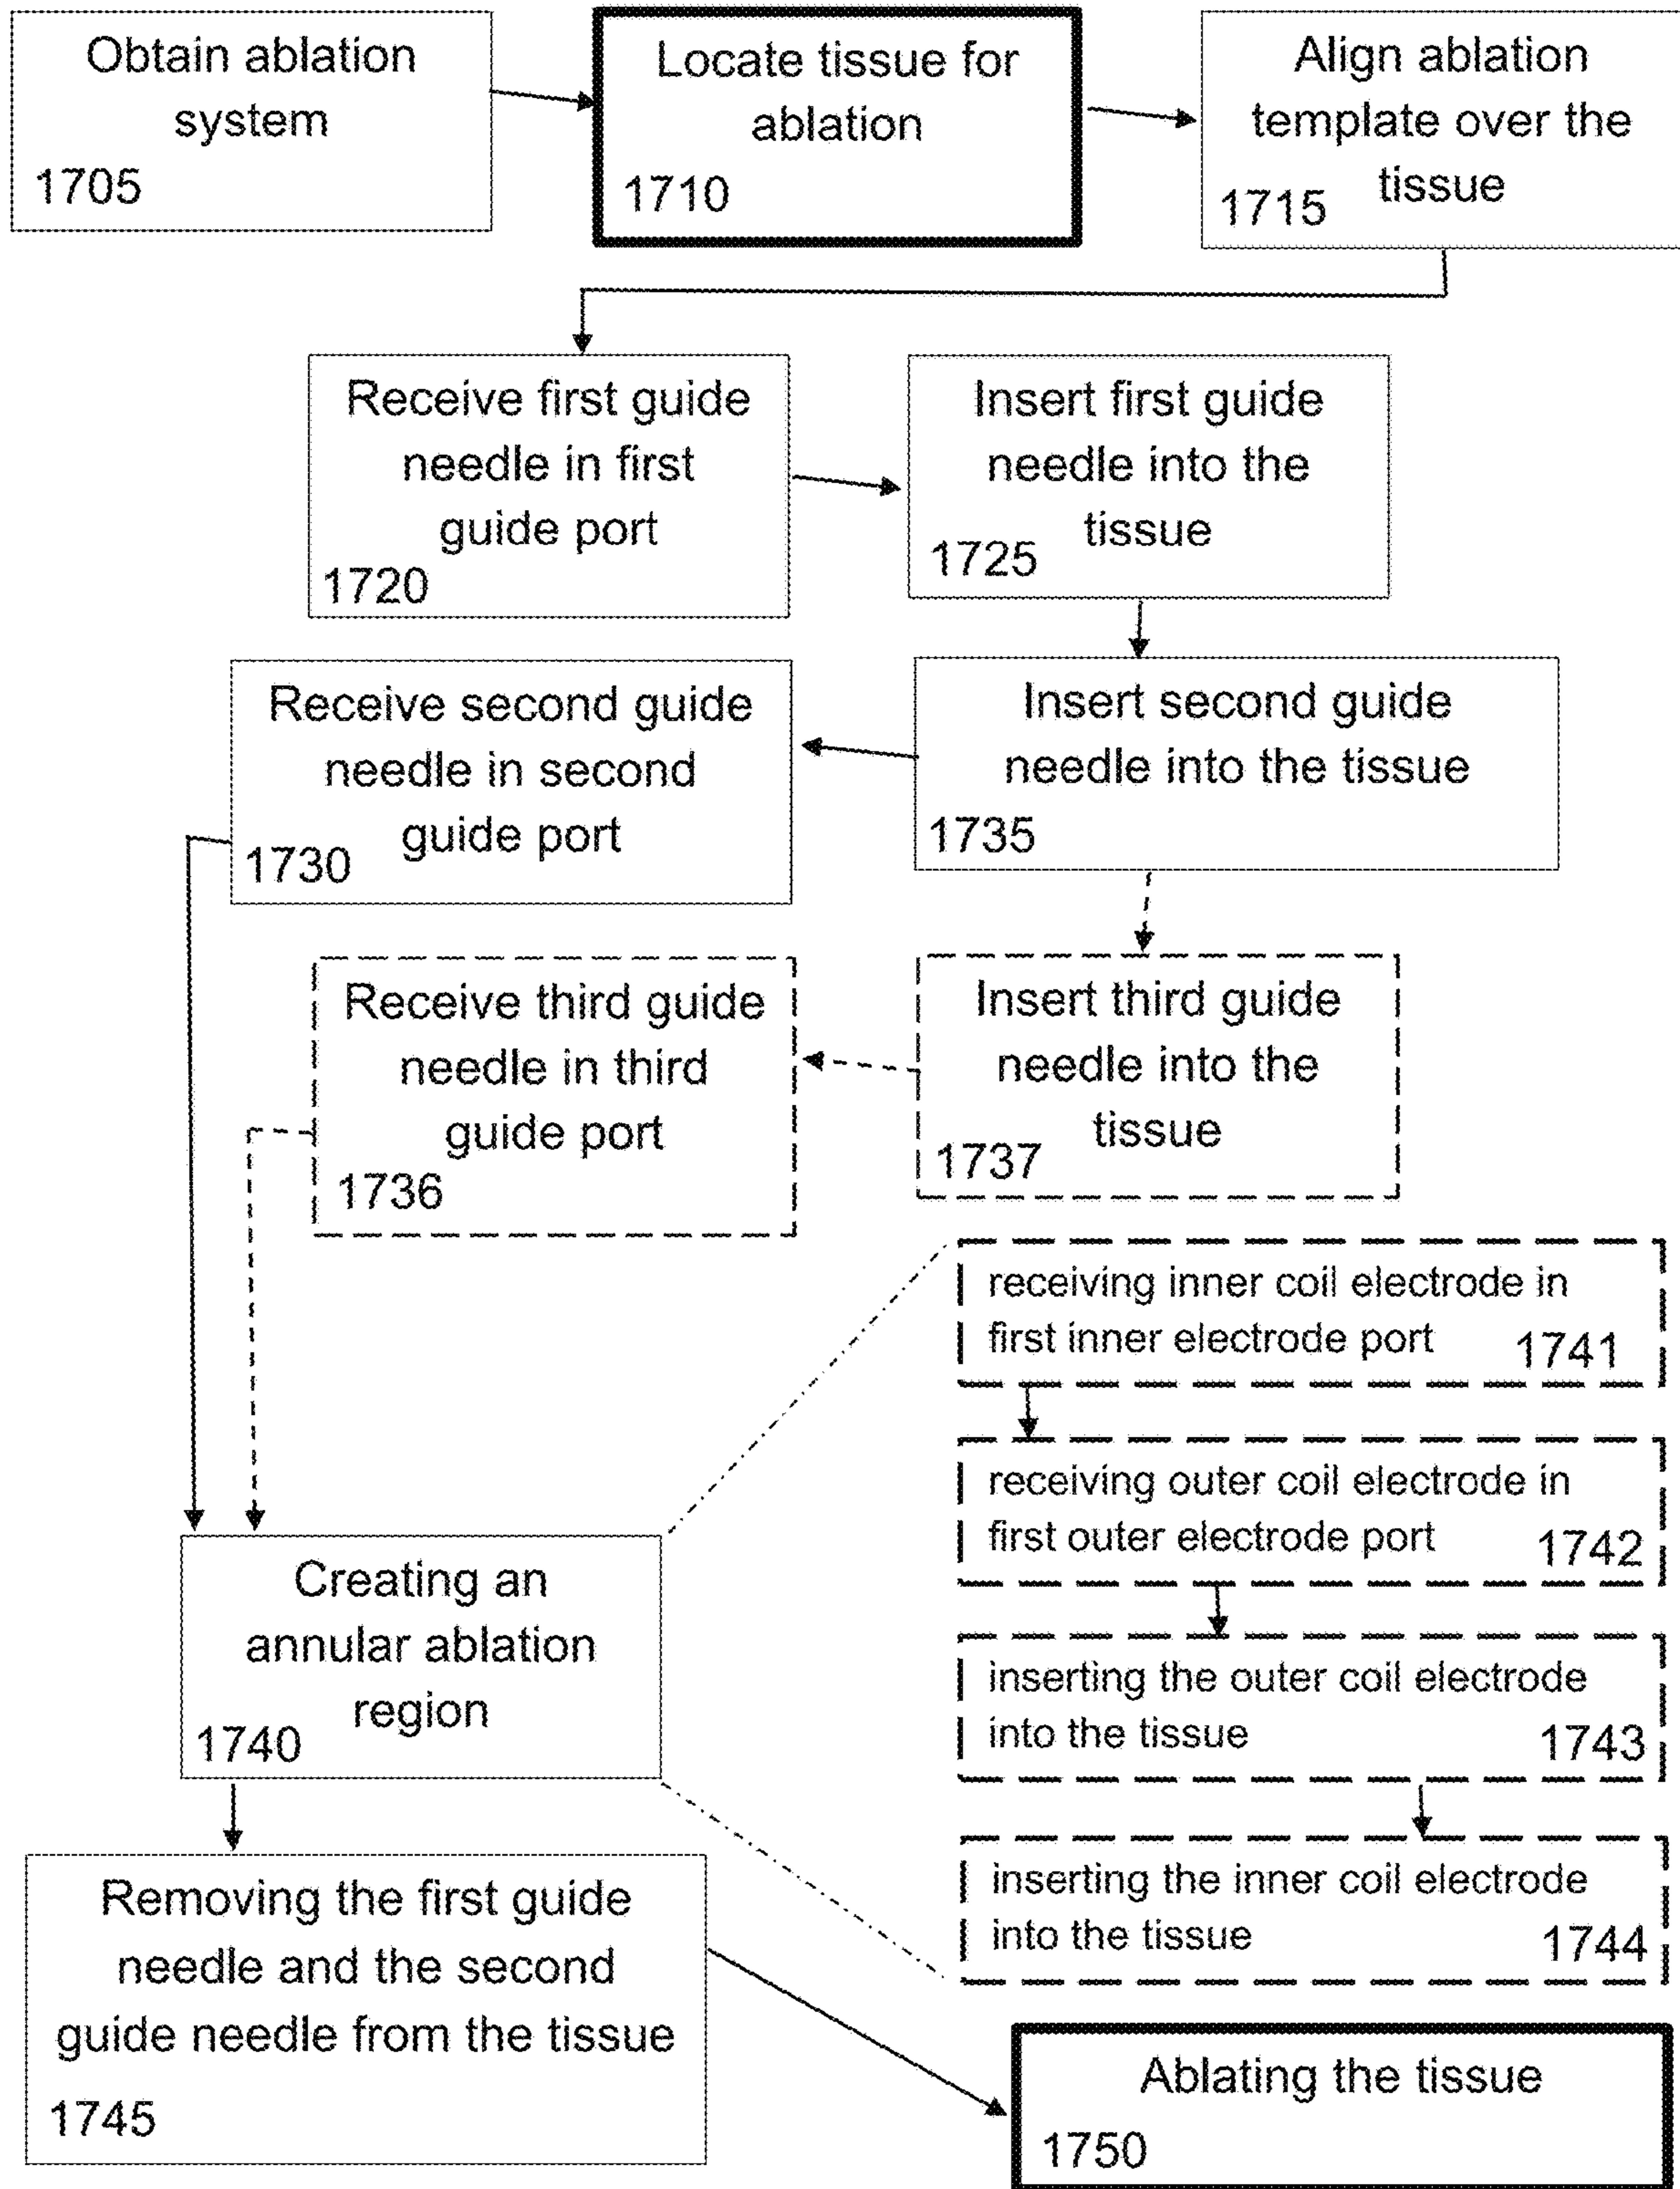 Obtain ablation
system
1705
Locate tissue for
ablation
1710
Align ablation
template over the
tissue
1715
Receive first guide
needle in first
guide port
1720
Insert first guide
needle into the
tissue
1725
Receive second guide
needle in second
guide port
1730
Insert second guide
needle into the tissue
1735
Receive third guide
needle in third
guide port
1736
Insert third guide
needle into the
tissue
1737
receiving inner coil electrode in
first inner electrode port 1741
receiving outer coil electrode in
first outer electrode port 1742
inserting the outer coil electrode
into the tissue 1743
inserting the inner coil electrode
into the tissue 1744
Creating an
annular ablation
region
1740
Removing the first guide
needle and the second
guide needle from the tissue
1745
Ablating the tissue
1750